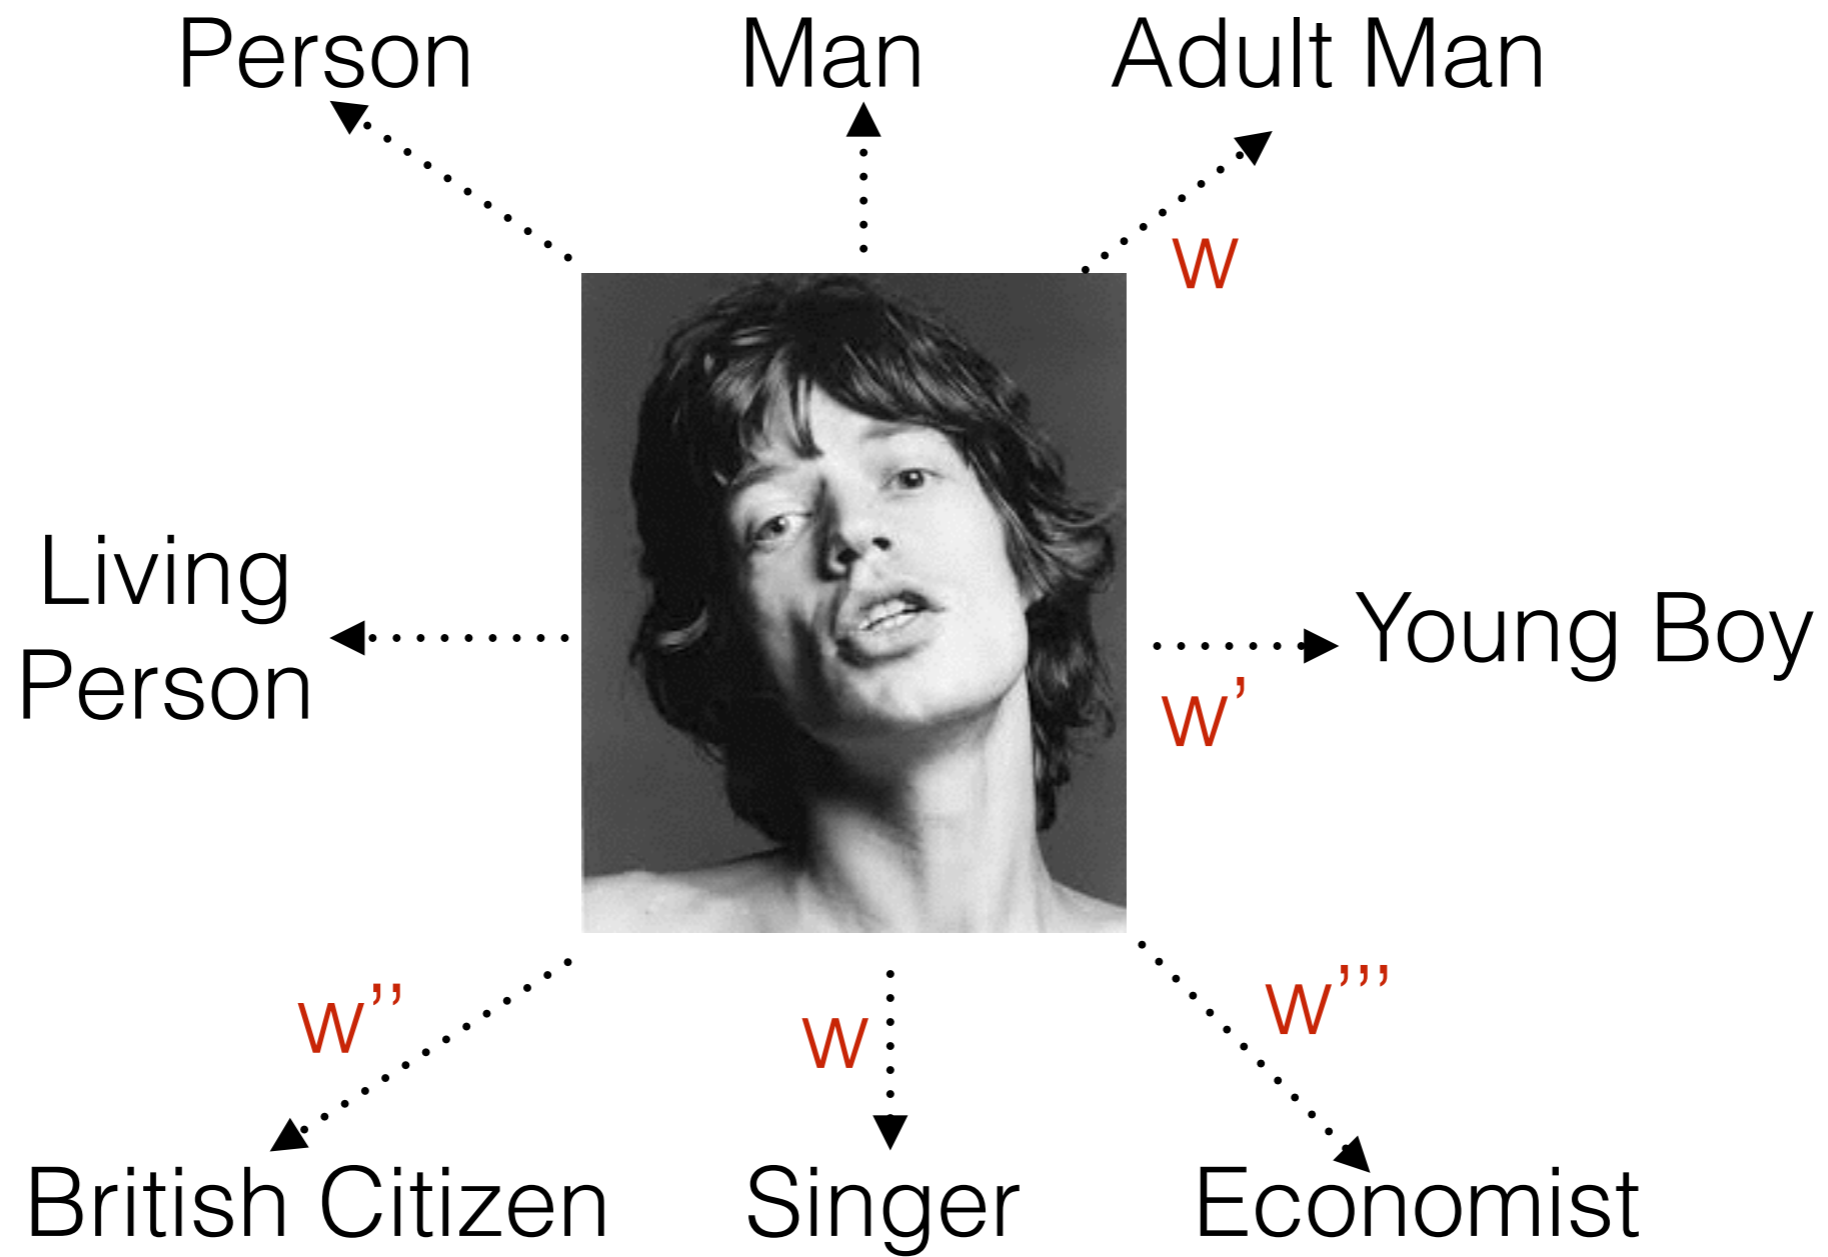 Person
Man
Adult Man
W
Living
Person
Young Boy
W’
W’’
W
W’’’
British Citizen
Singer
Economist